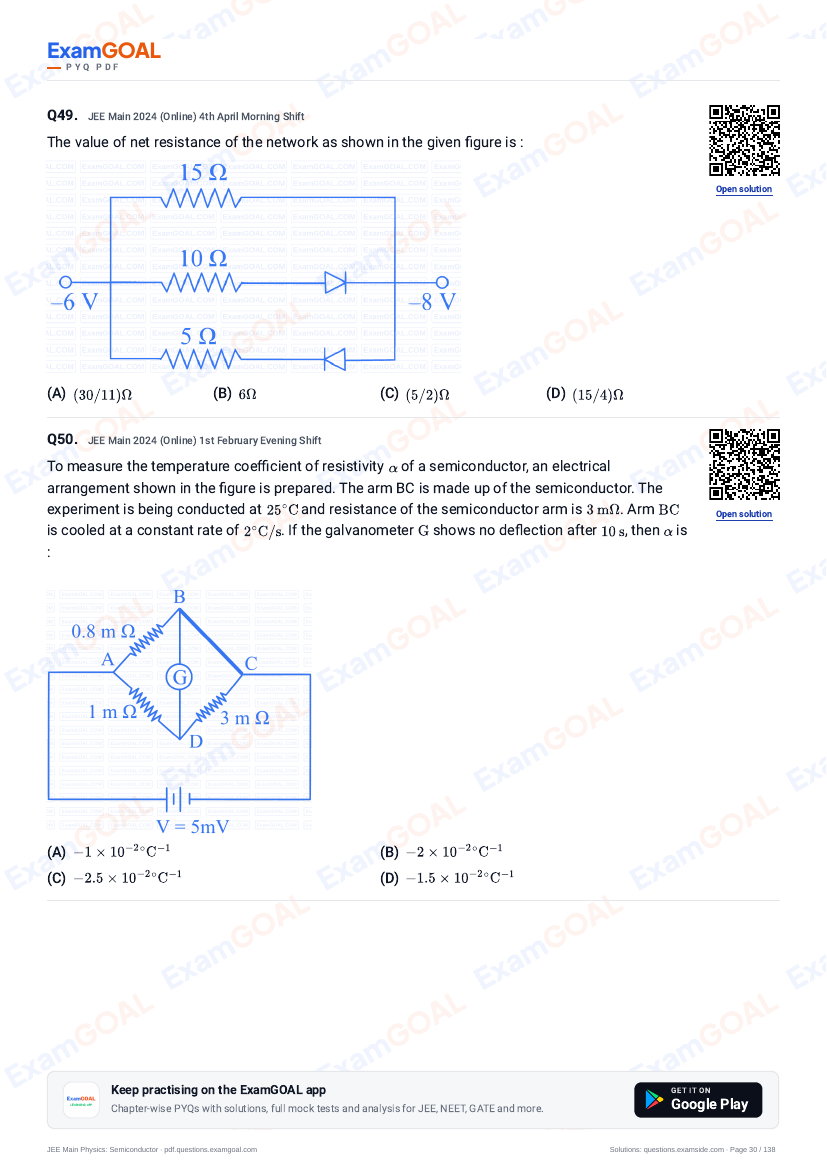 ExamGOAL
PYQ PDF
Q49. JEE Main 2024 (Online) 4th April Morning Shift
The value of net resistance of the network as shown in the given figure is :
Open solution
15 Ω
10 Ω
–6 V
–8 V
5 Ω
(A) (30/11)Ω (B) 6Ω (C) (5/2)Ω (D) (15/4)Ω
Q50. JEE Main 2024 (Online) 1st February Evening Shift
To measure the temperature coefficient of resistivity α of a semiconductor, an electrical
arrangement shown in the figure is prepared. The arm BC is made up of the semiconductor. The
experiment is being conducted at 25°C and resistance of the semiconductor arm is 3 mΩ. Arm BC
is cooled at a constant rate of 2°C/s. If the galvanometer G shows no deflection after 10 s, then α is
:
Open solution
B
0.8 m Ω
A
C
G
1 m Ω
3 m Ω
D
V = 5mV
(A) −1 × 10⁻²°C⁻¹ (B) −2 × 10⁻²°C⁻¹
(C) −2.5 × 10⁻²°C⁻¹ (D) −1.5 × 10⁻²°C⁻¹
ExamGOAL
Keep practising on the ExamGOAL app
Chapter-wise PYQs with solutions, full mock tests and analysis for JEE, NEET, GATE and more.
GET IT ON
Google Play
JEE Main Physics: Semiconductor · pdf.questions.examgoal.com
Solutions: questions.examside.com · Page 30 / 138